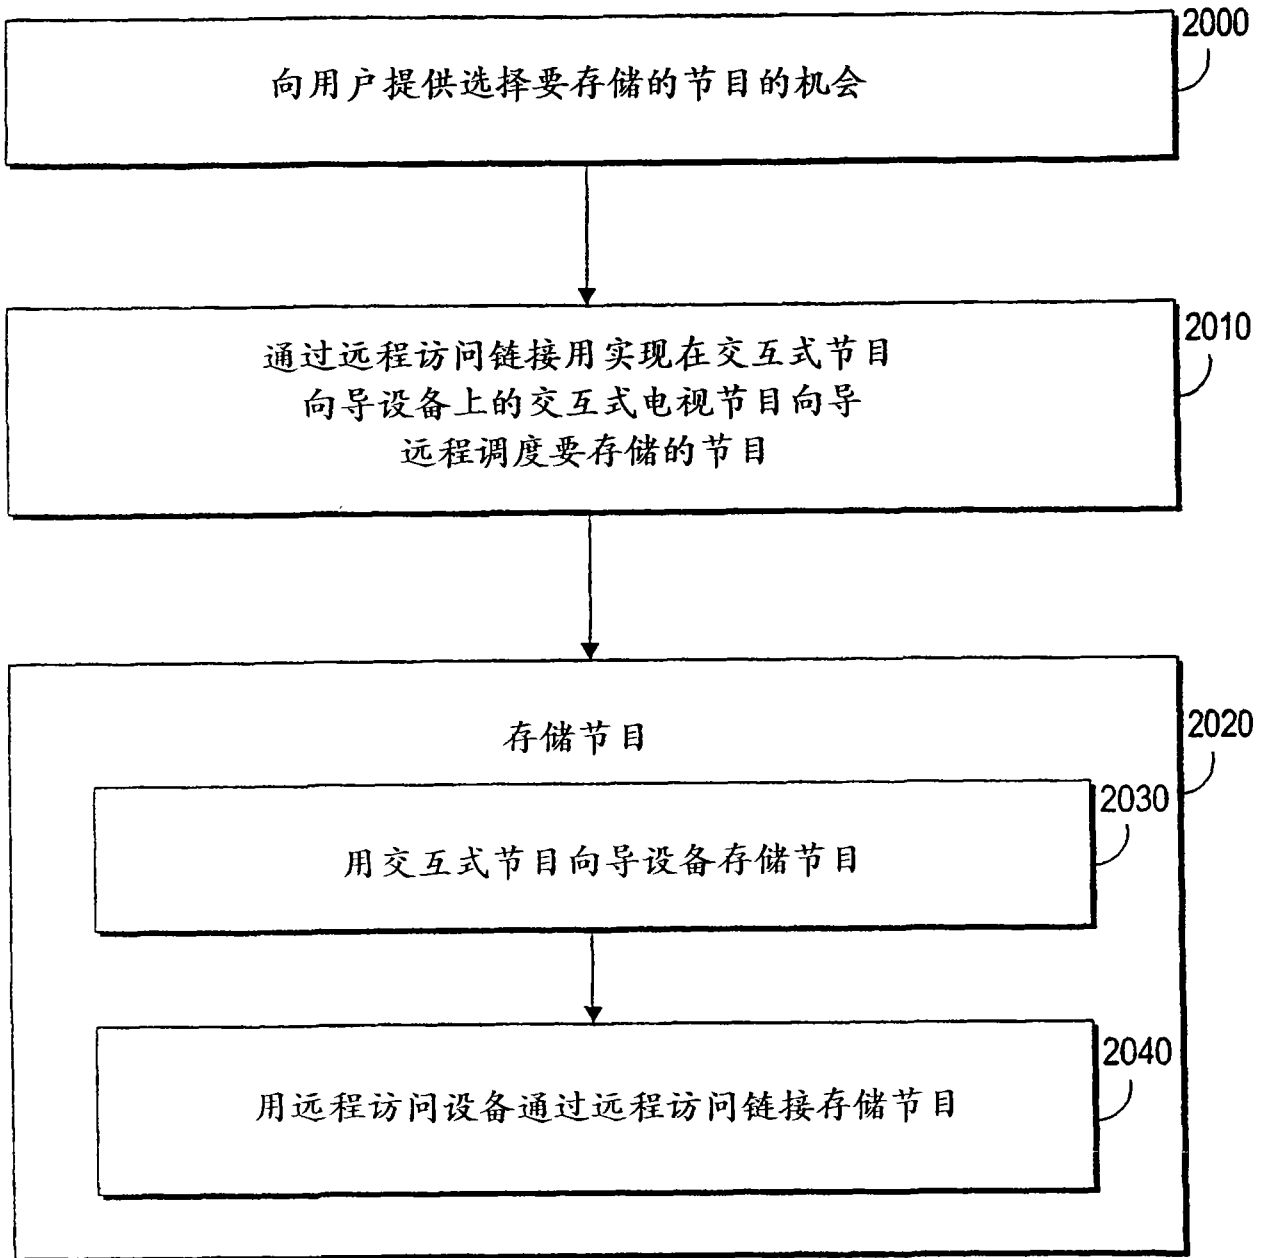 2000
向用户提供选择要存储的节目的机会
2010
通过远程访问链接用实现在交互式节目
向导设备上的交互式电视节目向导
远程调度要存储的节目
2020
存储节目
2030
用交互式节目向导设备存储节目
2040
用远程访问设备通过远程访问链接存储节目